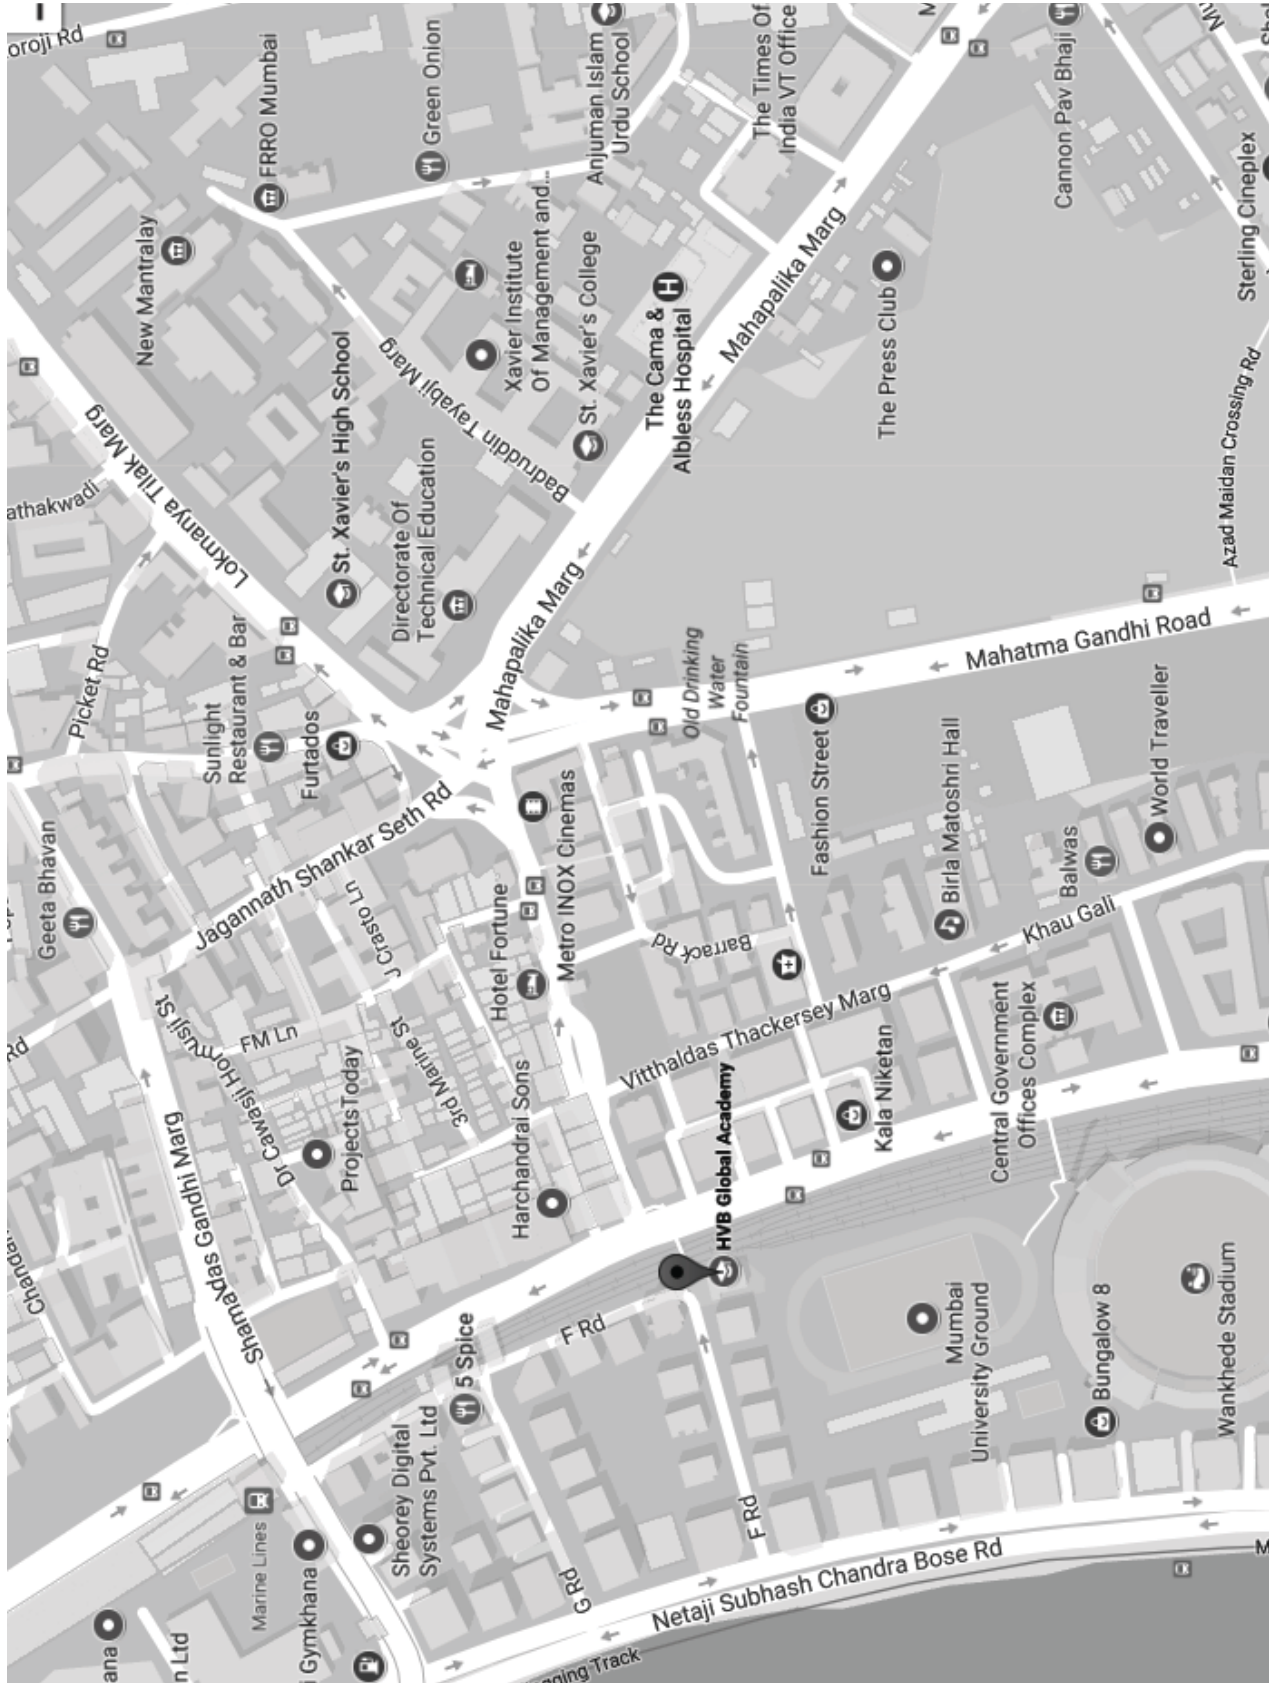 Marine Lines
Gymkhana
Sheorey Digital
Systems Pvt. Ltd
5 Spice
G Rd
F Rd
F Rd
Netaji Subhash Chandra Bose Rd
Mumbai
University Ground
Bungalow 8
Wankhede Stadium
Shamaldas Gandhi Marg
Dr Cawasji Hormusji St
ProjectsToday
FM Ln
3rd Marine St
Harchandrai Sons
HVB Global Academy
Kala Niketan
Central Government
Offices Complex
Vitthaldas Thackersey Marg
Khau Gali
Geeta Bhavan
Jagannath Shankar Seth Rd
J Crasto Ln
Hotel Fortune
Metro INOX Cinemas
Barrack Rd
Fashion Street
Birla Matoshri Hall
Balwas
World Traveller
Picket Rd
Sunlight
Restaurant & Bar
Furtados
Mahapalika Marg
Old Drinking
Water
Fountain
Mahatma Gandhi Road
Lokmanya Tilak Marg
St. Xavier's High School
Directorate Of
Technical Education
Badruddin Tayabji Marg
Xavier Institute
Of Management and...
St. Xavier's College
The Cama &
Albless Hospital
Mahapalika Marg
The Press Club
Azad Maidan Crossing Rd
New Mantralay
FRRO Mumbai
Green Onion
Anjuman.Islam
Urdu School
The Times Of
India VT Office
Cannon Pav Bhaji
Sterling Cineplex